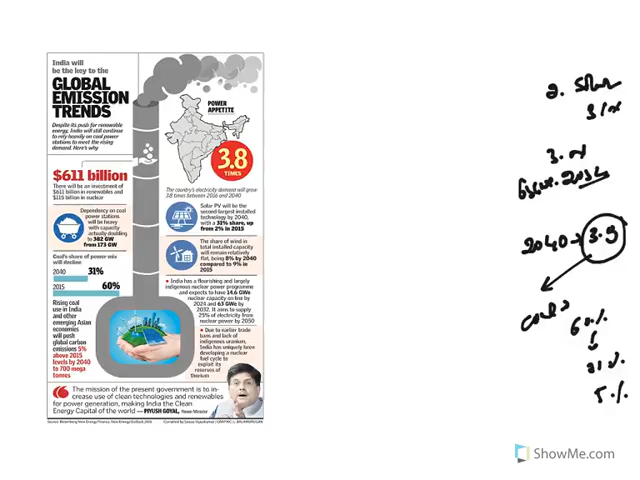 India will
be the key to the
GLOBAL
EMISSION
TRENDS
Despite its push for renewable
energy, India will still continue
to rely heavily on coal power
stations to meet the rising
demand. Here's why
POWER
APPETITE
3.8
TIMES
The country's electricity demand will grow
3.8 times between 2016 and 2040
$611 billion
There will be an investment of
$611 billion in renewables and
$115 billion in nuclear
Dependency on coal
power stations
will be heavy
with capacity
actually doubling
to 382 GW
from 173 GW
Coal's share of power mix
will decline
2040 31%
2015 60%
Rising coal
use in India
and other
emerging Asian
economies
will push
global carbon
emissions 5%
above 2015
levels by 2040
to 700 mega
tonnes
Solar PV will be the
second largest installed
technology by 2040,
with a 31% share, up
from 2% in 2015
The share of wind in
total installed capacity
will remain relatively
flat, being 8% by 2040
compared to 9% in
2015
India has a flourishing and largely
indigenous nuclear power programme
and expects to have 14.6 GWe
nuclear capacity on line by
2024 and 63 GWe by
2032. It aims to supply
25% of electricity from
nuclear power by 2050
Due to earlier trade
bans and lack of
indigenous uranium,
India has uniquely been
developing a nuclear
fuel cycle to
exploit its
reserves of
thorium
The mission of the present government is to in-
crease use of clean technologies and renewables
for power generation, making India the Clean
Energy Capital of the world — PIYUSH GOYAL, Power Minister
Source: Bloomberg New Energy Finance, New Energy Outlook, 2016
2.
31%
3.
2040 → 3.9
coal
60%
5%
ShowMe.com